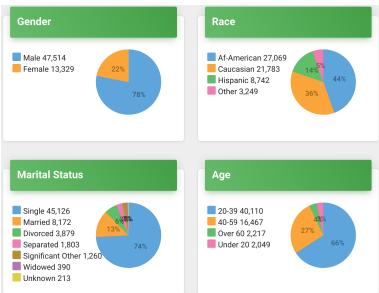 Gender
Male 47,514
Female 13,329
22%
78%
Race
Af-American 27,069
Caucasian 21,783
Hispanic 8,742
Other 3,249
5%
14%
44%
36%
Marital Status
Single 45,126
Married 8,172
Divorced 3,879
Separated 1,803
Significant Other 1,260
Widowed 390
Unknown 213
6%
13%
74%
Age
20-39 40,110
40-59 16,467
Over 60 2,217
Under 20 2,049
27%
66%